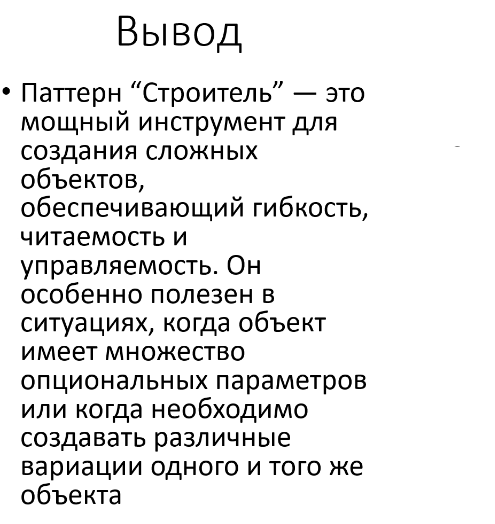 Вывод
• Паттерн “Строитель” — это
мощный инструмент для
создания сложных
объектов,
обеспечивающий гибкость,
читаемость и
управляемость. Он
особенно полезен в
ситуациях, когда объект
имеет множество
опциональных параметров
или когда необходимо
создавать различные
вариации одного и того же
объекта